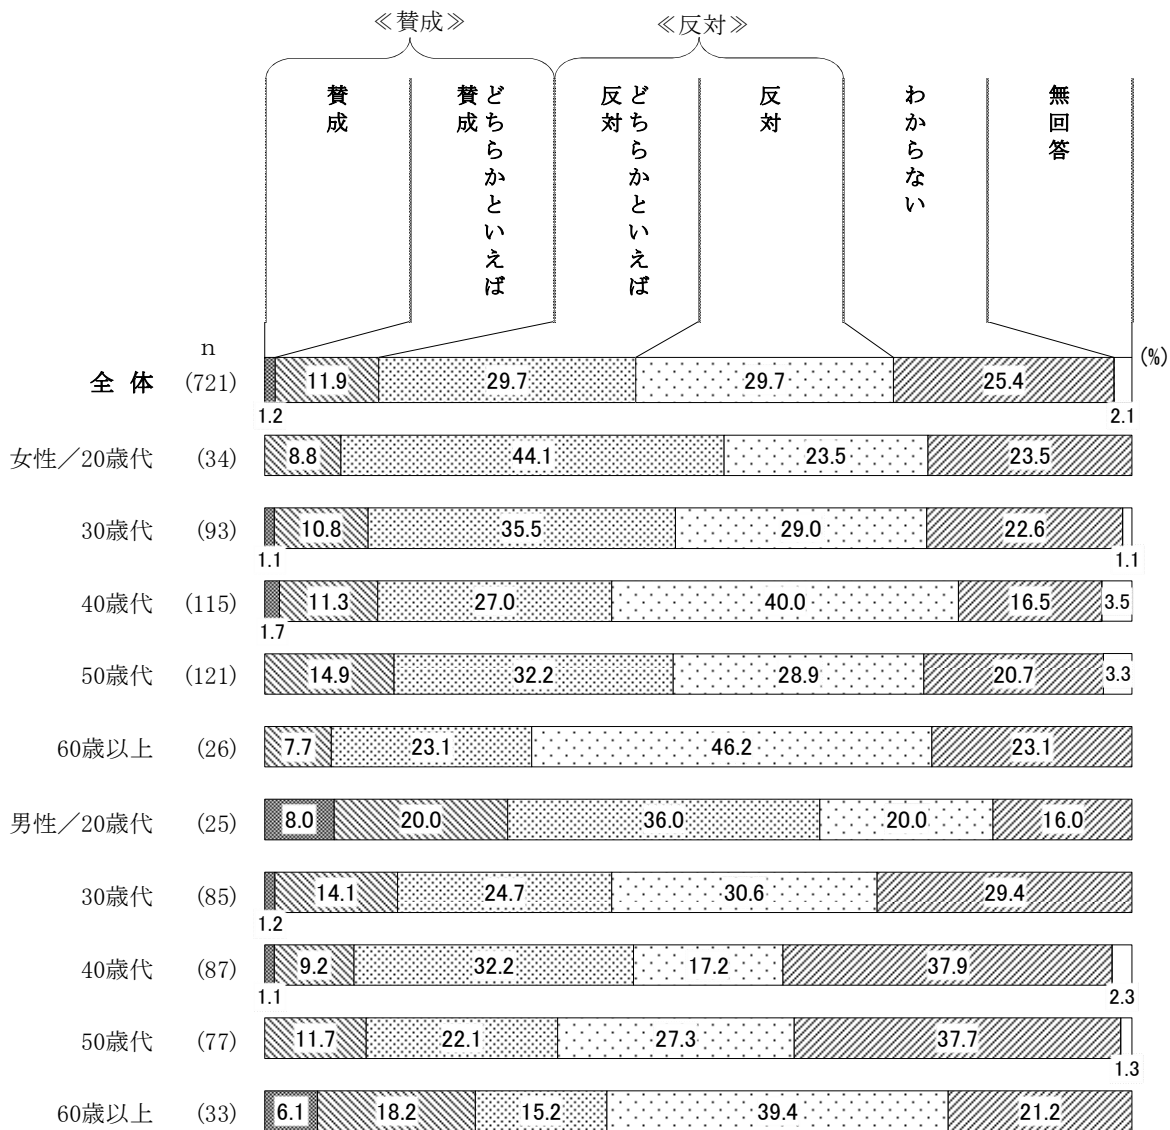 ≪賛成≫ ≪反対≫
賛成
どちらかといえば
賛成
どちらかといえば
反対
反対
わからない
無回答
n
(%)
全 体 (721) 11.9 29.7 29.7 25.4
1.2 2.1
女性／20歳代 (34) 8.8 44.1 23.5 23.5
30歳代 (93) 10.8 35.5 29.0 22.6
1.1 1.1
40歳代 (115) 11.3 27.0 40.0 16.5 3.5
1.7
50歳代 (121) 14.9 32.2 28.9 20.7 3.3
60歳以上 (26) 7.7 23.1 46.2 23.1
男性／20歳代 (25) 8.0 20.0 36.0 20.0 16.0
30歳代 (85) 14.1 24.7 30.6 29.4
1.2
40歳代 (87) 9.2 32.2 17.2 37.9
1.1 2.3
50歳代 (77) 11.7 22.1 27.3 37.7
1.3
60歳以上 (33) 6.1 18.2 15.2 39.4 21.2